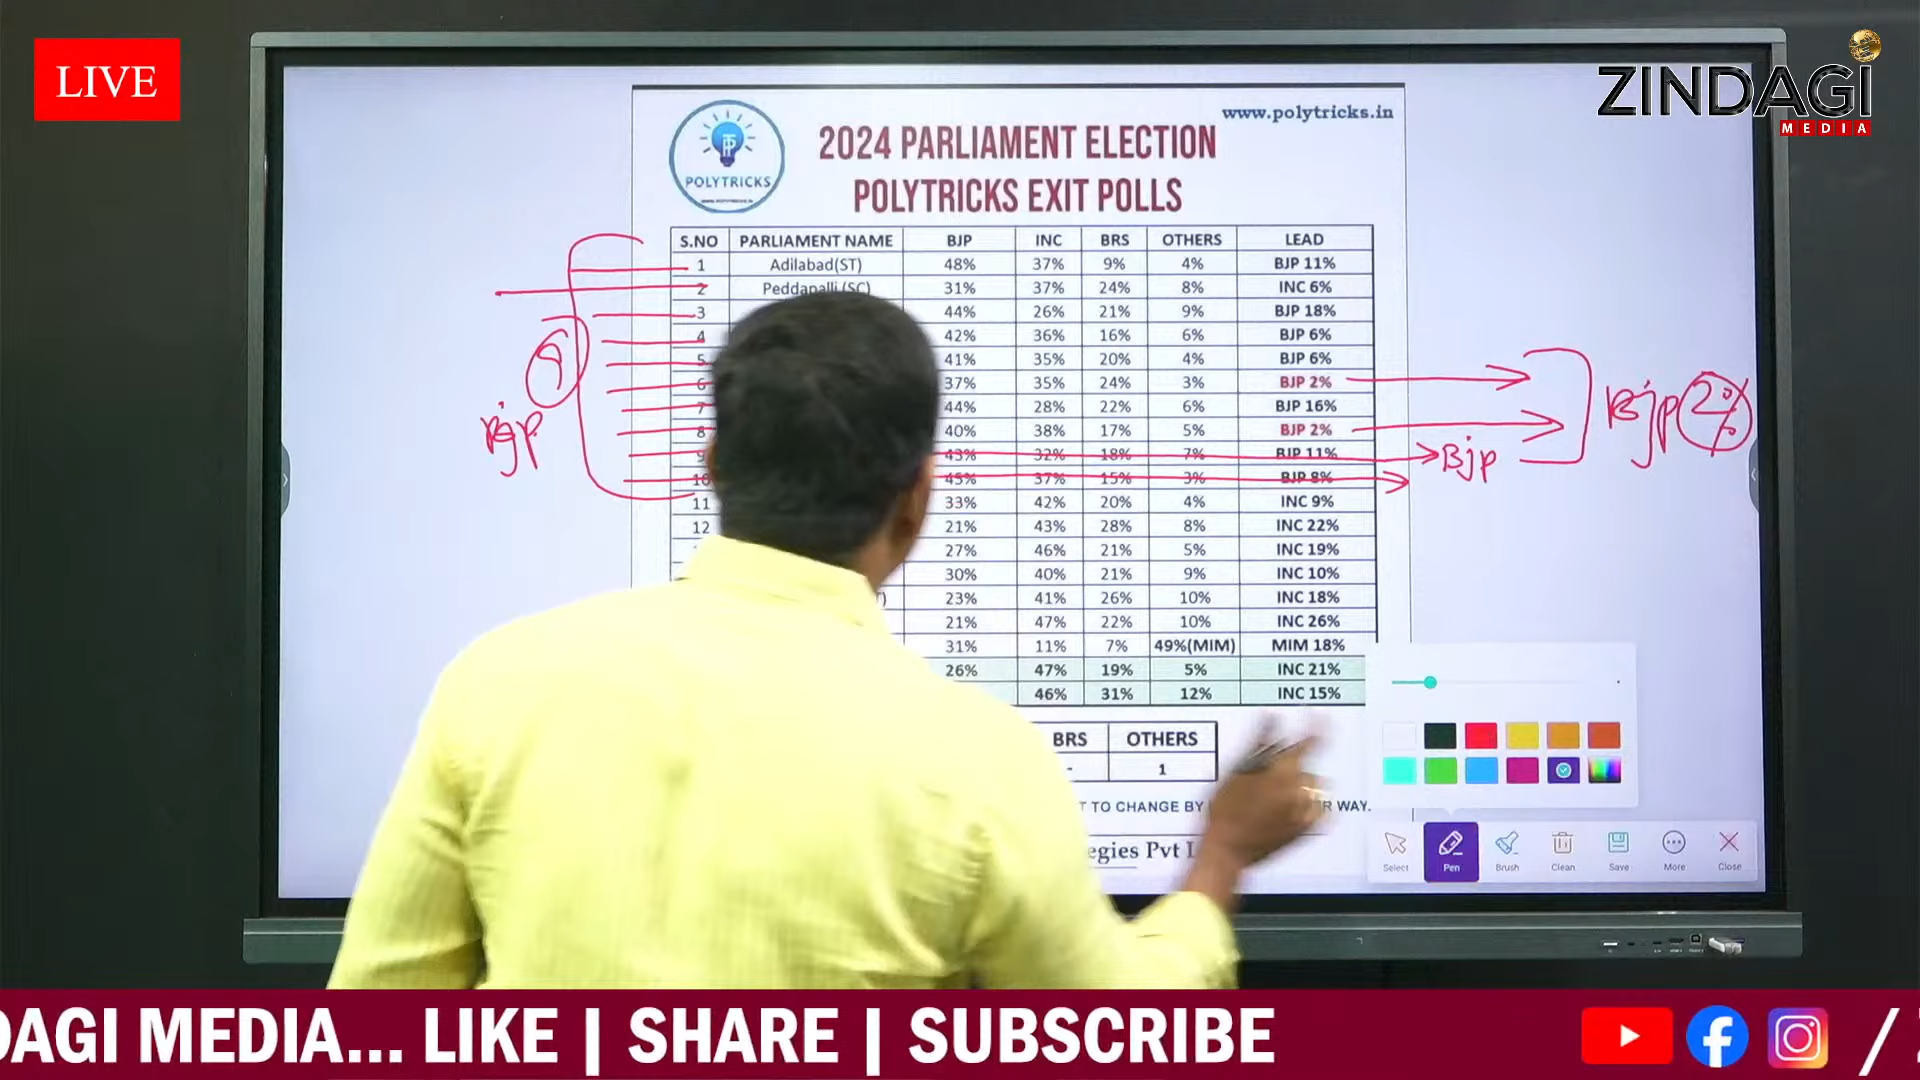 LIVE
ZINDAGI
MEDIA
www.polytricks.in
POLYTRICKS
2024 PARLIAMENT ELECTION
POLYTRICKS EXIT POLLS
S.NO PARLIAMENT NAME BJP INC BRS OTHERS LEAD
1 Adilabad(ST) 48% 37% 9% 4% BJP 11%
2 Peddapalli (SC) 31% 37% 24% 8% INC 6%
3 44% 26% 21% 9% BJP 18%
4 42% 36% 16% 6% BJP 6%
5 41% 35% 20% 4% BJP 6%
6 37% 35% 24% 3% BJP 2%
7 44% 28% 22% 6% BJP 16%
8 40% 38% 17% 5% BJP 2%
9 43% 32% 18% 7% BJP 11%
10 45% 37% 15% 3% BJP 8%
11 33% 42% 20% 4% INC 9%
12 21% 43% 28% 8% INC 22%
27% 46% 21% 5% INC 19%
30% 40% 21% 9% INC 10%
) 23% 41% 26% 10% INC 18%
21% 47% 22% 10% INC 26%
31% 11% 7% 49%(MIM) MIM 18%
26% 47% 19% 5% INC 21%
46% 31% 12% INC 15%
Bjp
Bjp
Bjp 2%
BRS OTHERS
- 1
T TO CHANGE BY WAY.
egies Pvt L
Select Pen Brush Clean Save More Close
DAGI MEDIA... LIKE | SHARE | SUBSCRIBE /